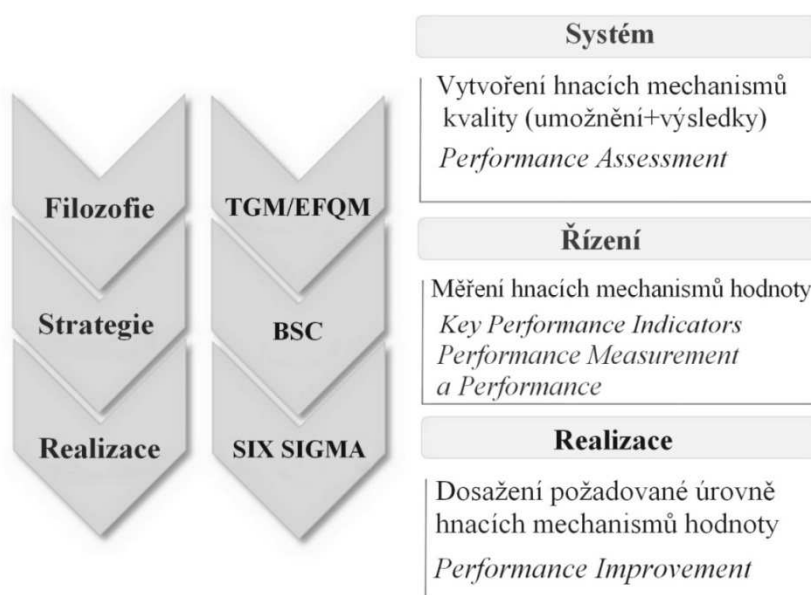 Filozofie
Strategie
Realizace
TGM/EFQM
BSC
SIX SIGMA
Systém
Vytvoření hnacích mechanismů
kvality (umožnění+výsledky)
Performance Assessment
Řízení
Měření hnacích mechanismů hodnoty
Key Performance Indicators
Performance Measurement
a Performance
Realizace
Dosažení požadované úrovně
hnacích mechanismů hodnoty
Performance Improvement